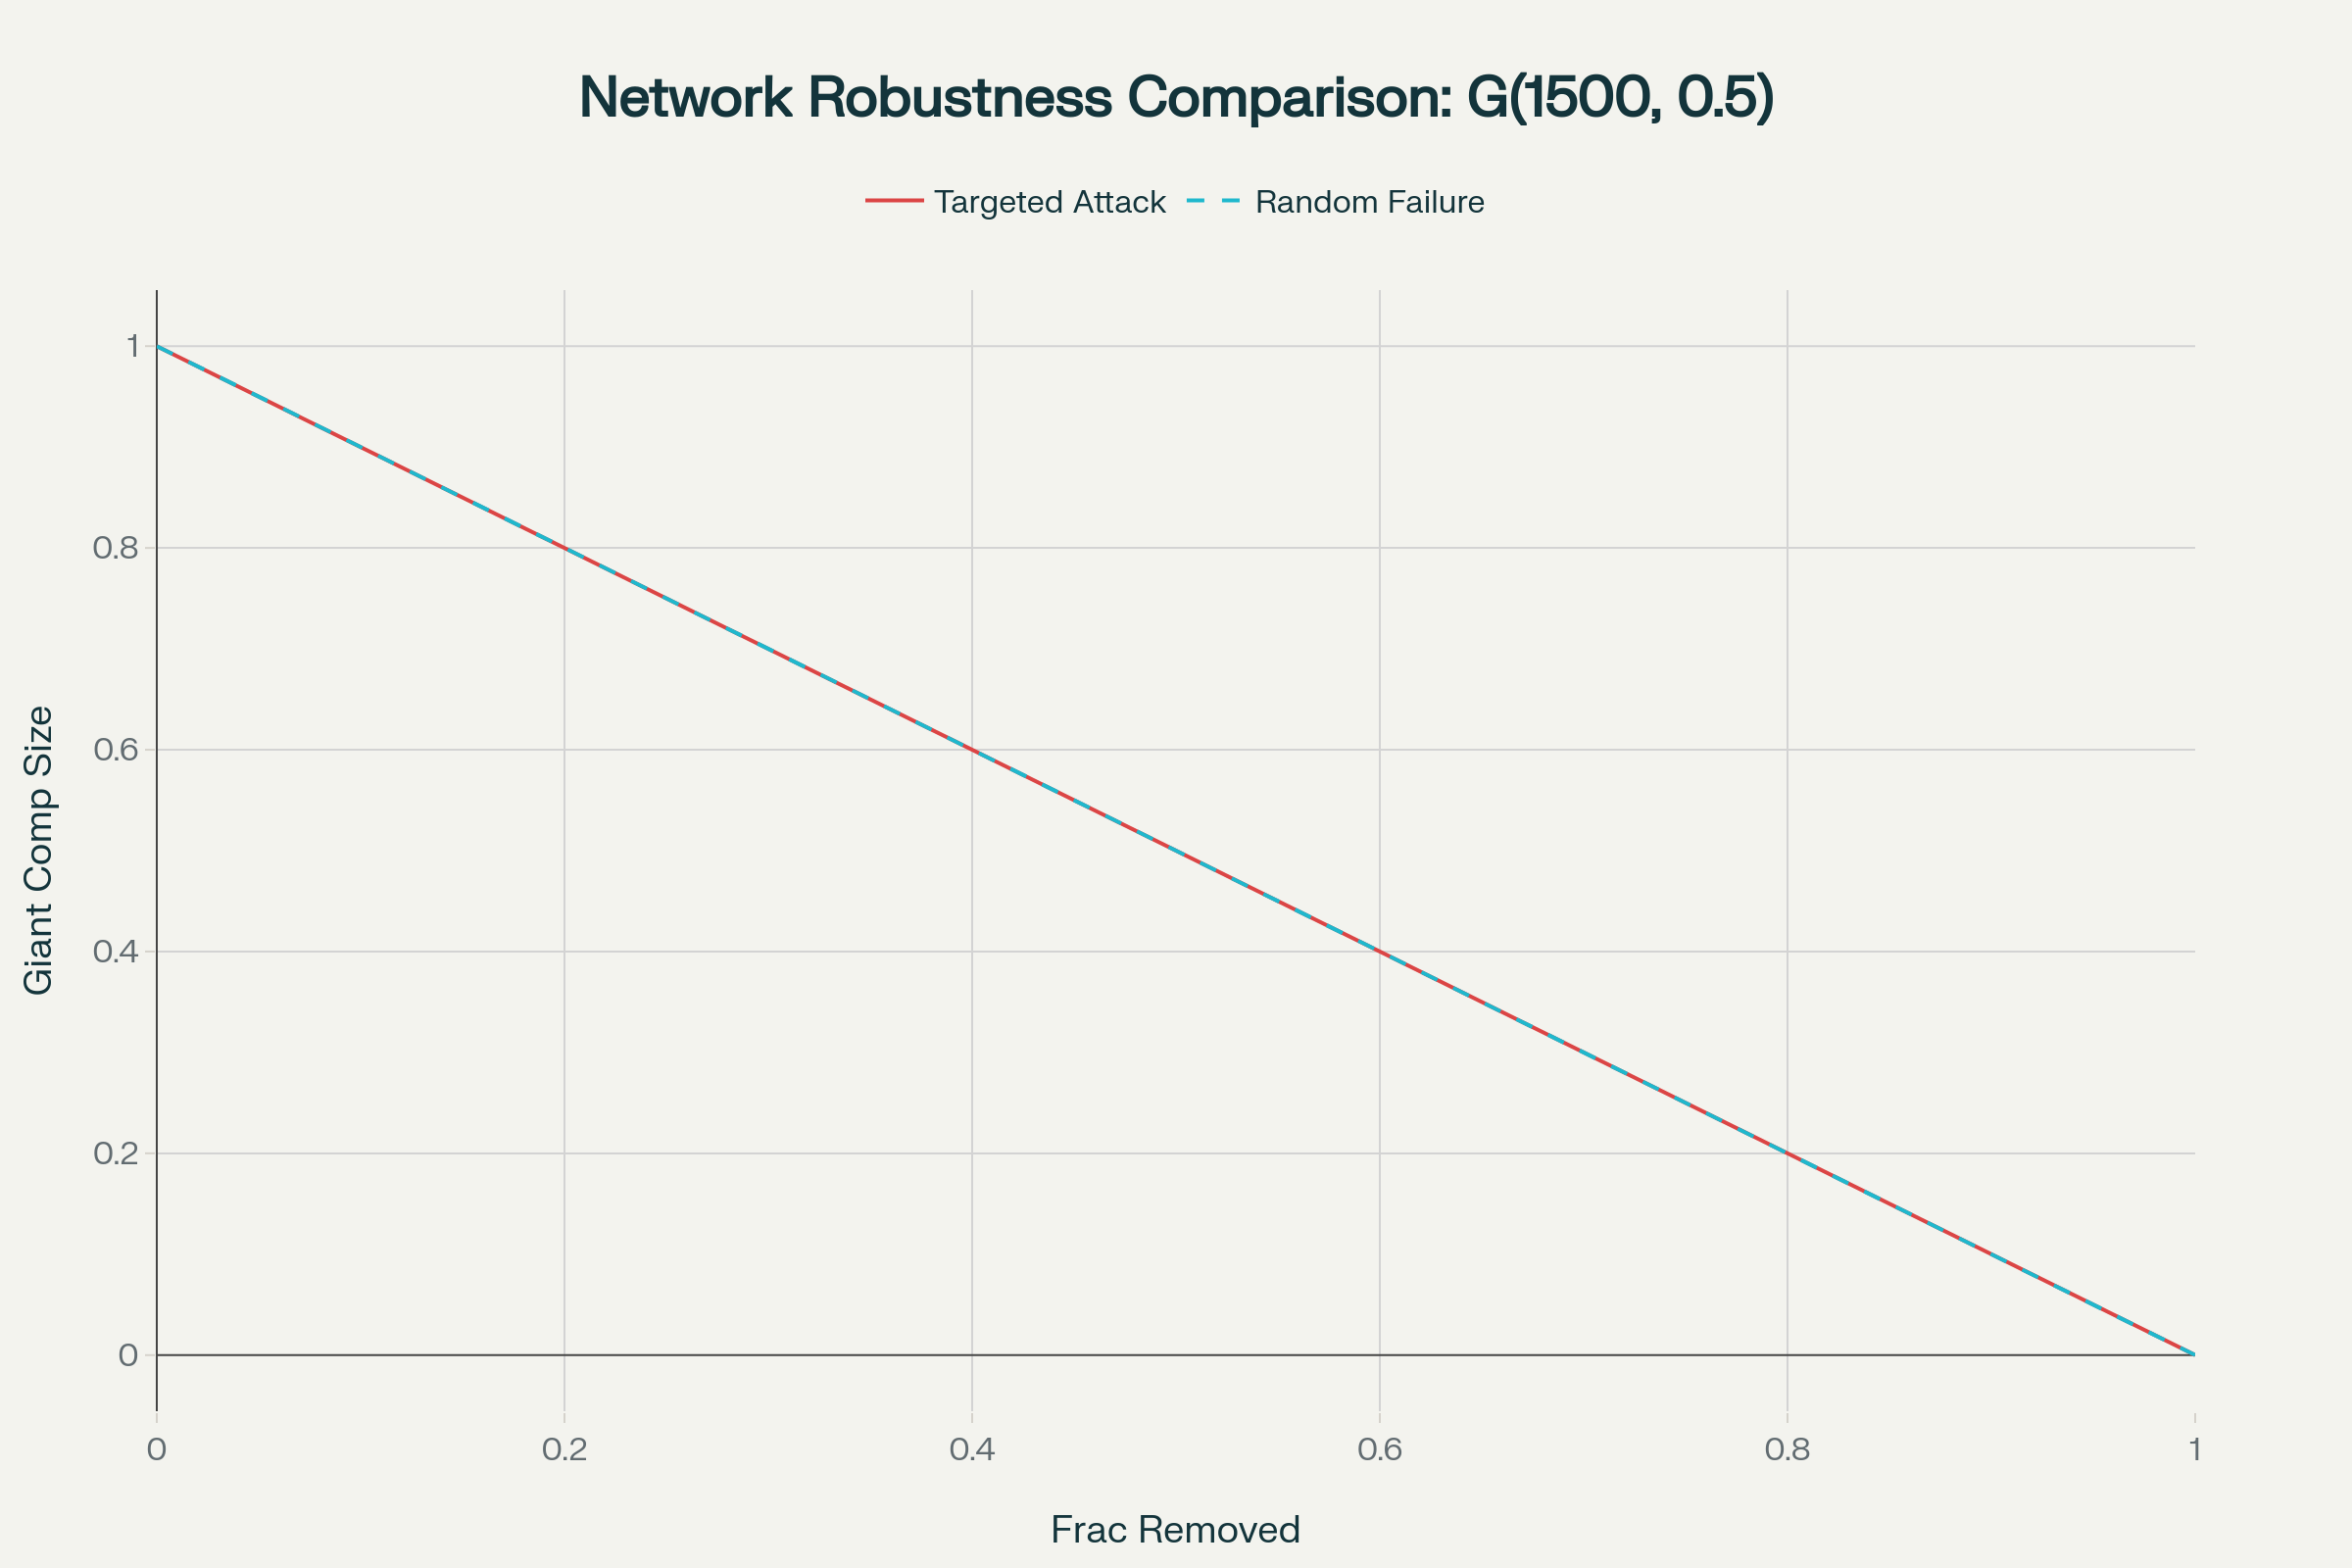 Network Robustness Comparison: G(1500, 0.5)
Targeted Attack Random Failure
1
0.8
0.6
0.4
0.2
0
Giant Comp Size
0 0.2 0.4 0.6 0.8 1
Frac Removed